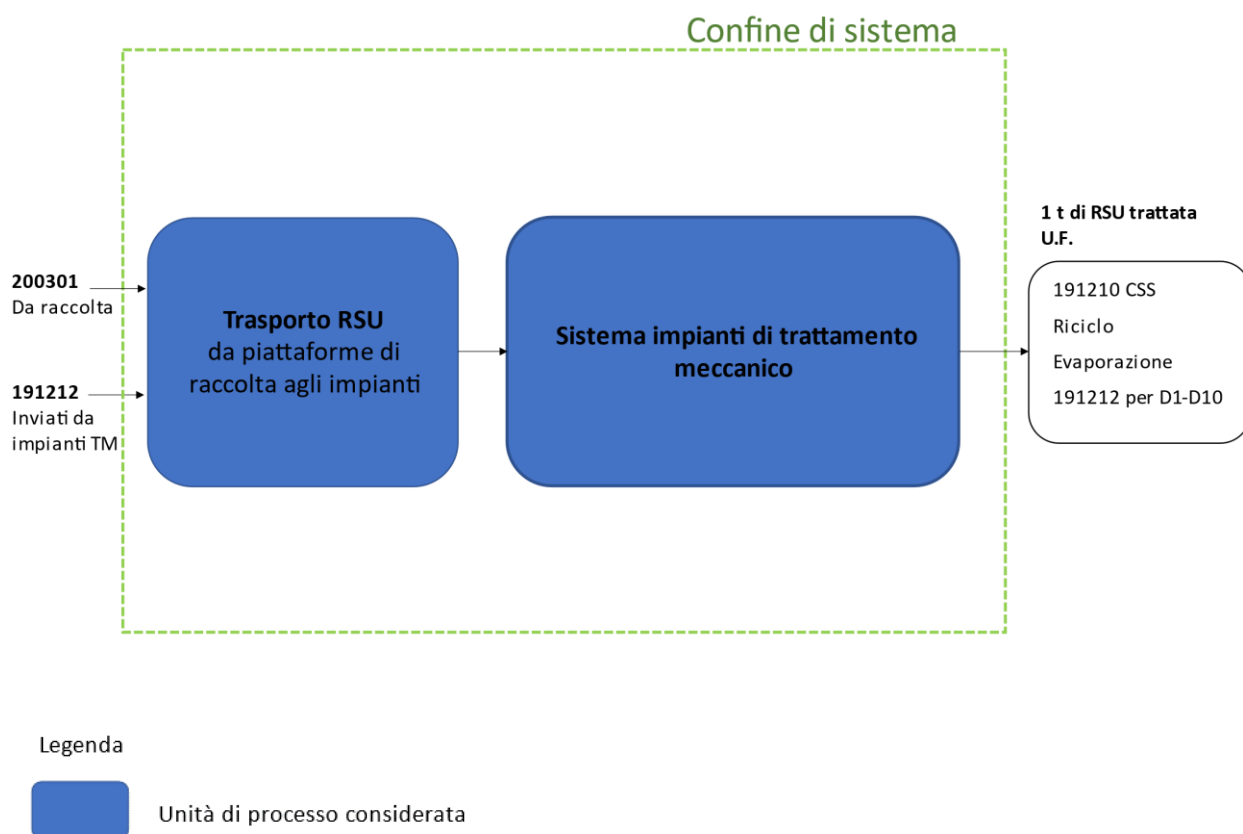 Confine di sistema
200301
Da raccolta
191212
Inviati da
impianti TM
Trasporto RSU
da piattaforme di
raccolta agli impianti
Sistema impianti di trattamento
meccanico
1 t di RSU trattata
U.F.
191210 CSS
Riciclo
Evaporazione
191212 per D1-D10
Legenda
Unità di processo considerata